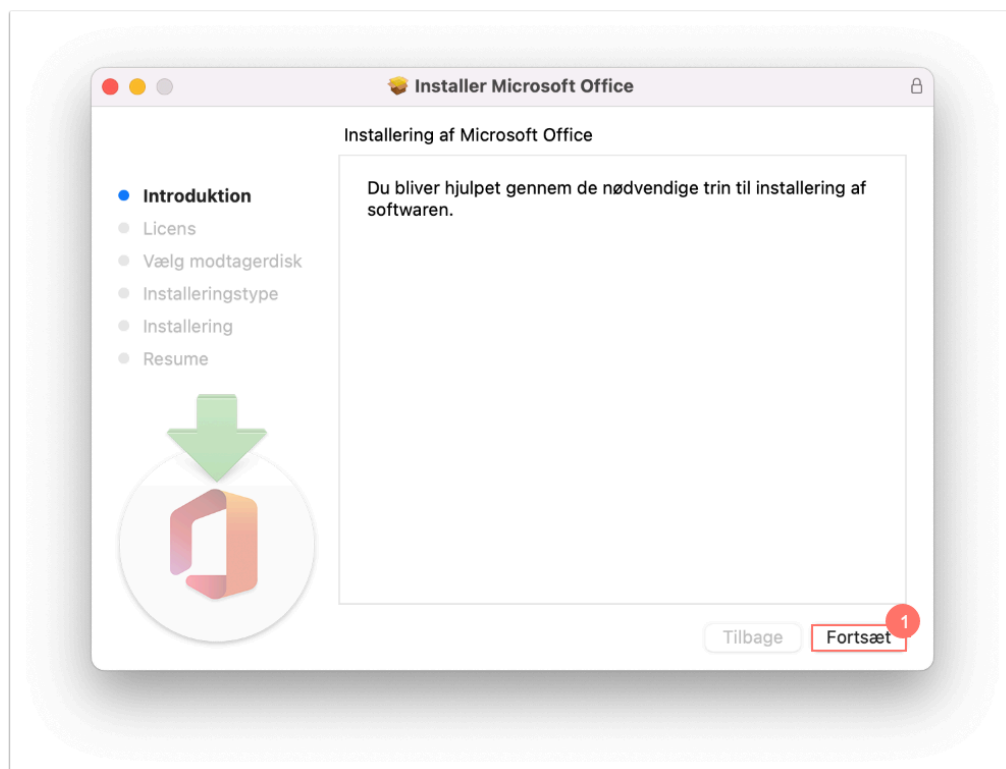 Installer Microsoft Office
Installering af Microsoft Office
Introduktion
Licens
Vælg modtagerdisk
Installeringstype
Installering
Resume
Du bliver hjulpet gennem de nødvendige trin til installering af
softwaren.
1
Tilbage
Fortsæt